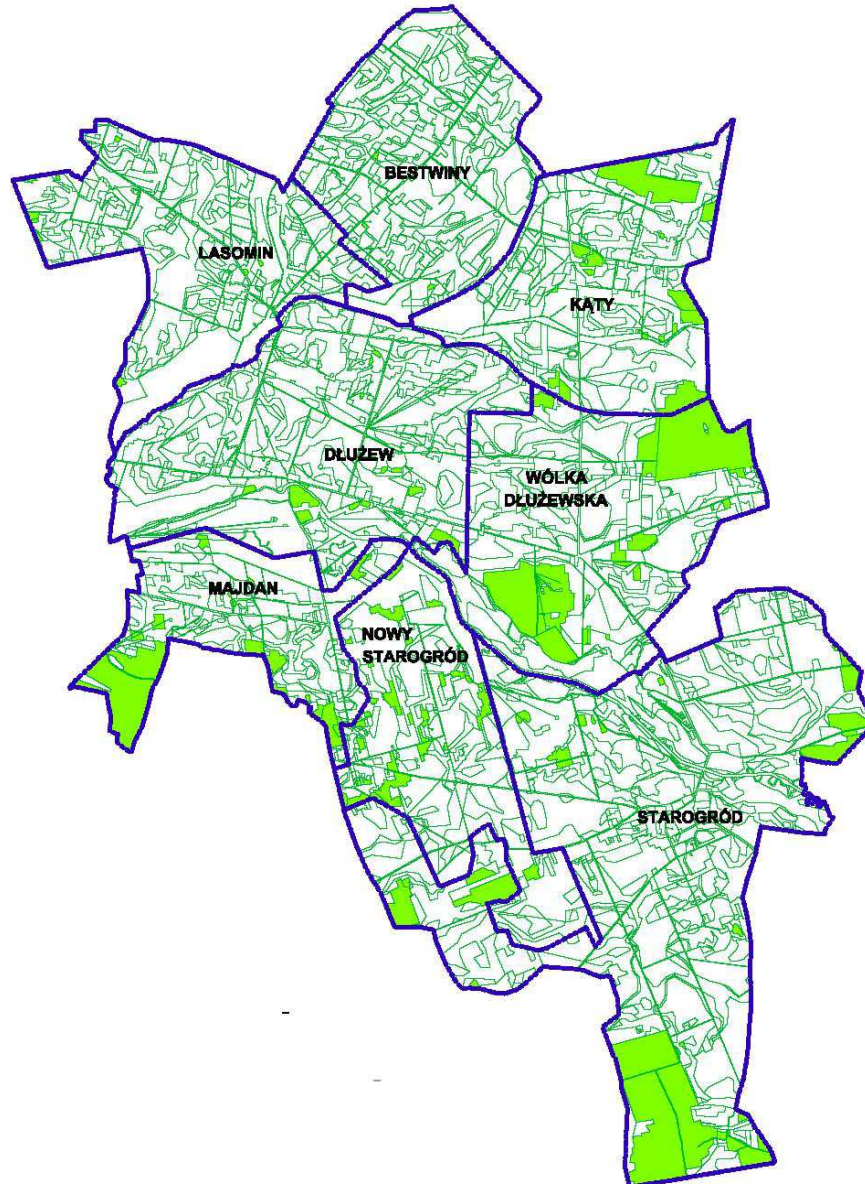 BESTWINY
LASOMIN
KĄTY
DŁUŻEW
WÓLKA
DŁUŻEWSKA
MAJDAN
NOWY
STAROGRÓD
STAROGRÓD